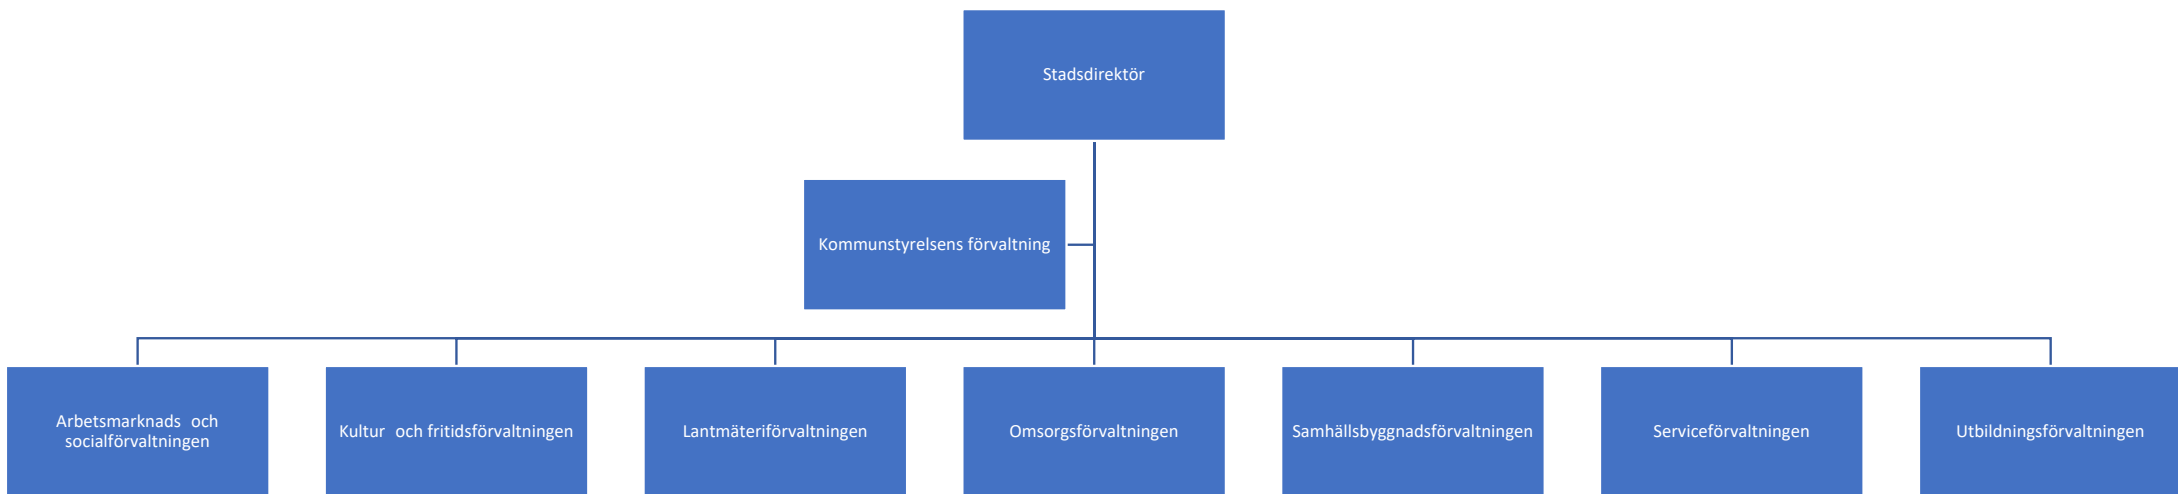 Stadsdirektör
Kommunstyrelsens förvaltning
Arbetsmarknads och
socialförvaltningen
Kultur och fritidsförvaltningen
Lantmäteriförvaltningen
Omsorgsförvaltningen
Samhällsbyggnadsförvaltningen
Serviceförvaltningen
Utbildningsförvaltningen